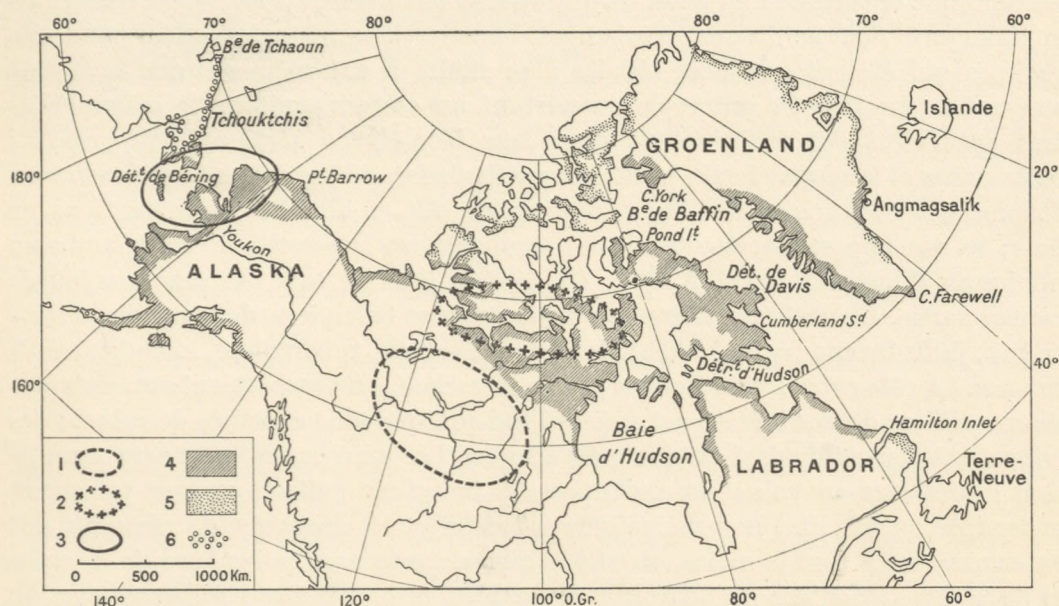 60°
70°
80°
80°
70°
60°
Bᵉ. de Tchaoun
Tchouktchis
Islande
GROENLAND
180°
Détᵗ. de Béring
Pᵗ. Barrow
C. York
20°
Bᵉ. de Baffin
Angmagsalik
Pond Iᵗ.
Youkon
ALASKA
Dét. de
Davis
C. Farewell
Cumberland Sᵈ
160°
Détrᵗ. d'Hudson
40°
Hamilton Inlet
Baie
d'Hudson
LABRADOR
Terre-
Neuve
1
4
2
5
3
6
0 500 1000 Km.
140°
120°
100° O.Gr.
80°
60°